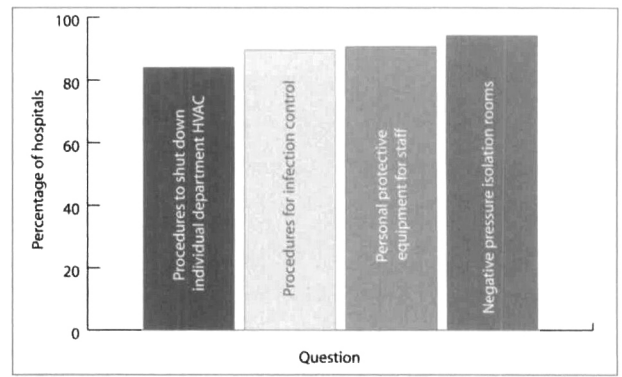 100
80
60
40
20
0
Percentage of hospitals
Procedures to shut down
individual department HVAC
Procedures for infection control
Personal protective
equipment for staff
Negative pressure isolation rooms
Question